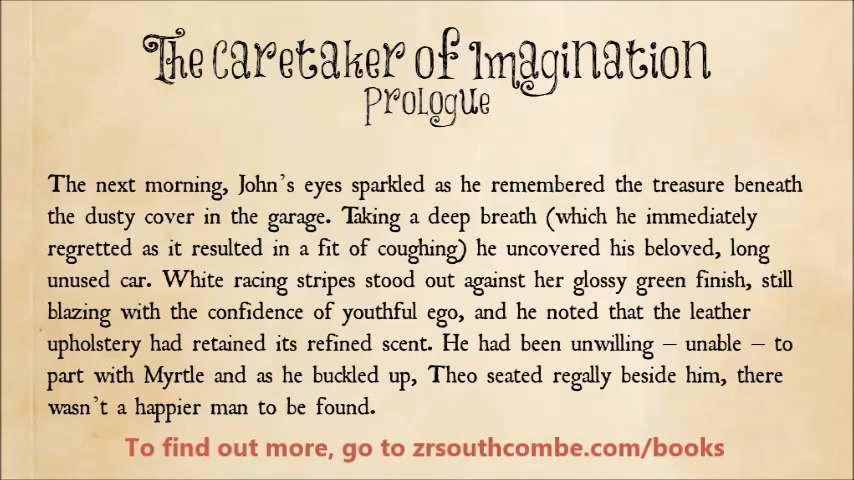 The Caretaker of Imagination
Prologue
The next morning, John's eyes sparkled as he remembered the treasure beneath
the dusty cover in the garage. Taking a deep breath (which he immediately
regretted as it resulted in a fit of coughing) he uncovered his beloved, long
unused car. White racing stripes stood out against her glossy green finish, still
blazing with the confidence of youthful ego, and he noted that the leather
upholstery had retained its refined scent. He had been unwilling – unable – to
part with Myrtle and as he buckled up, Theo seated regally beside him, there
wasn't a happier man to be found.
To find out more, go to zrsouthcombe.com/books